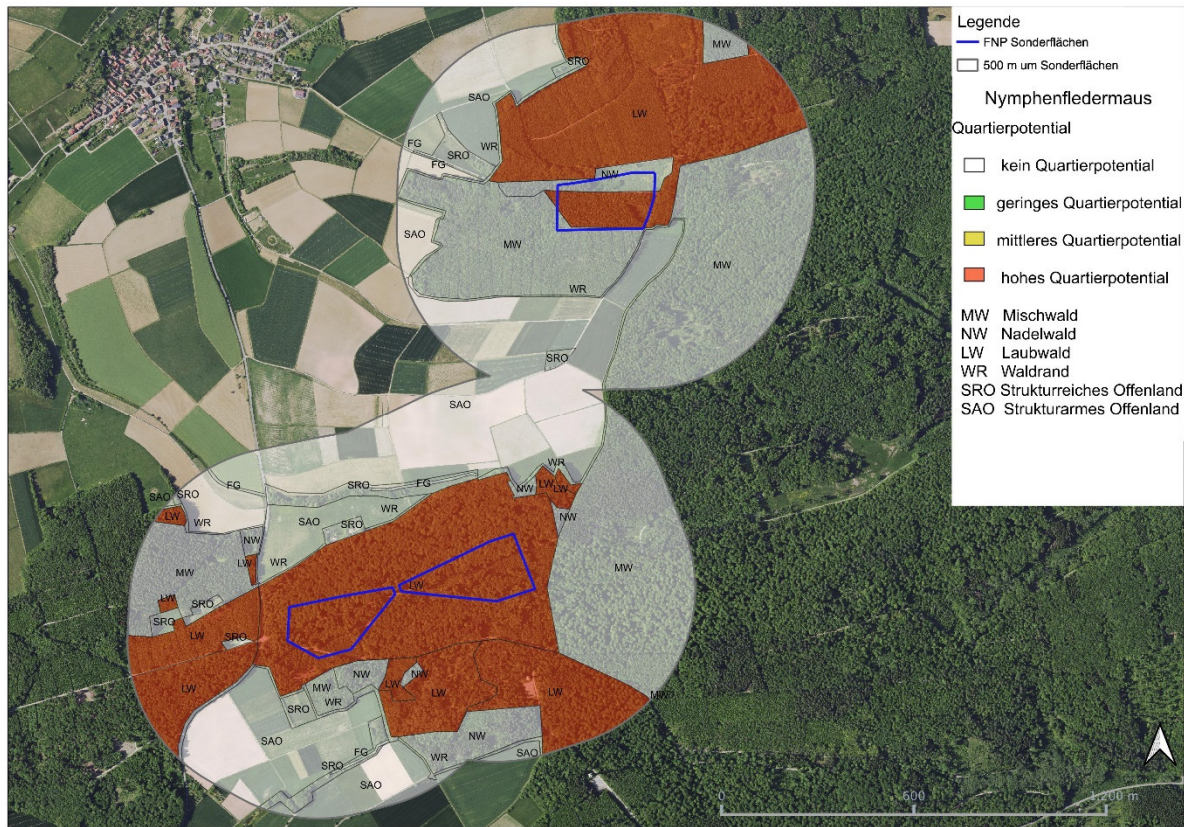 Legende
FNP Sonderflächen
500 m um Sonderflächen
Nymphenfledermaus
Quartierpotential
kein Quartierpotential
geringes Quartierpotential
mittleres Quartierpotential
hohes Quartierpotential
MW Mischwald
NW Nadelwald
LW Laubwald
WR Waldrand
SRO Strukturreiches Offenland
SAO Strukturarmes Offenland
MW
SRO
SAO
LW
FG
SRO
WR
FG
NW
SAO
MW
MW
WR
SRO
SAO
WR
SRO
FG
FG
NW
LW
LW
SAO
SRO
LW
WR
SAO
SRO
WR
NW
NW
LW
WR
MW
MW
LW
LW
SRO
SRO
LW
SRO
LW
MW
NW
NW
LW
LW
LW
MW
SRO
WR
SAO
NW
FG
WR
SAO
SRO
SAO
0 600 1.200 m